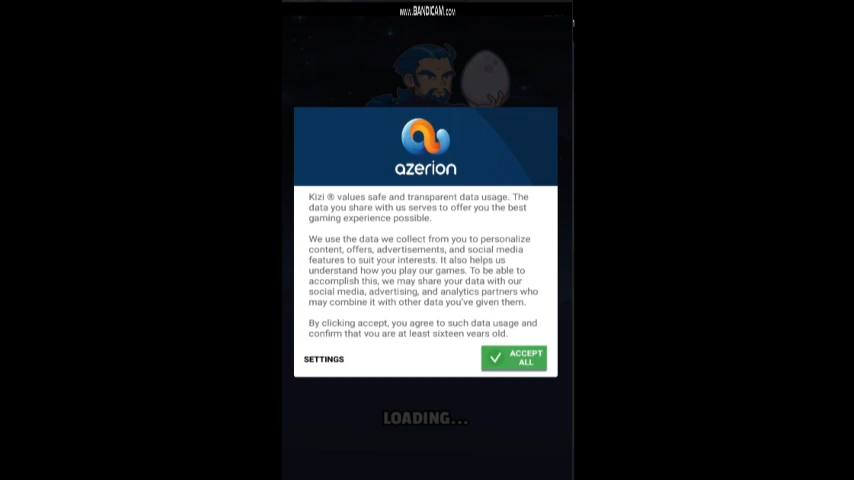 www.BANDICAM.com
azerion
Kizi ® values safe and transparent data usage. The
data you share with us serves to offer you the best
gaming experience possible.
We use the data we collect from you to personalize
content, offers, advertisements, and social media
features to suit your interests. It also helps us
understand how you play our games. To be able to
accomplish this, we may share your data with our
social media, advertising, and analytics partners who
may combine it with other data you've given them.
By clicking accept, you agree to such data usage and
confirm that you are at least sixteen years old.
SETTINGS
ACCEPT
ALL
LOADING...